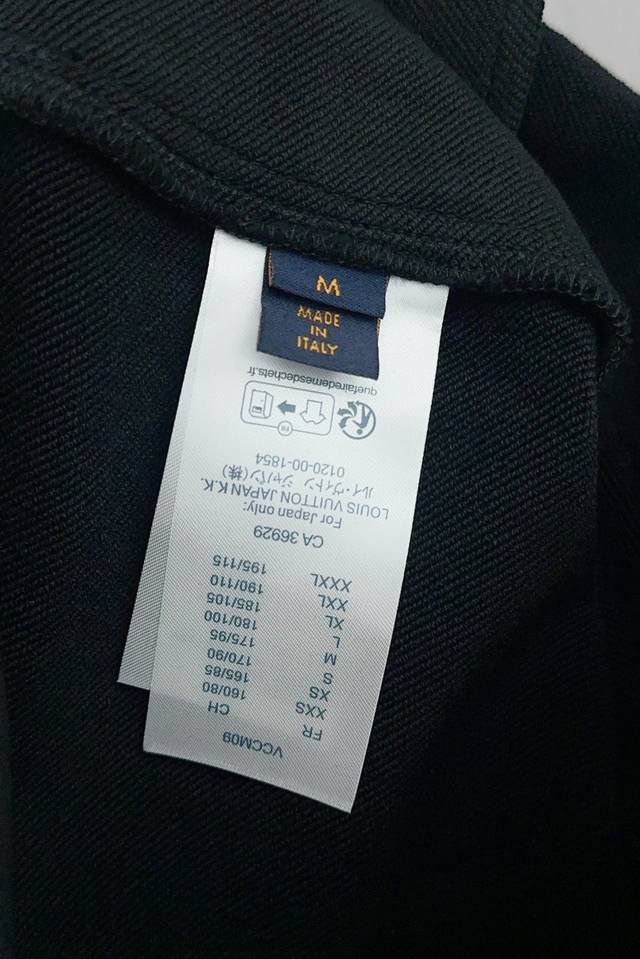 M
MADE
IN
ITALY
VCCM09
FR CH
XXS 160/80
XS 165/85
S 170/90
M 175/95
L 180/100
XL 185/105
XXL 190/110
XXXL 195/115
CA 36929
For Japan only:
LOUIS VUITTON JAPAN K.K.
ルイ・ヴィトン ジャパン(株)
0120-00-1854
FR
quefairedemesdechets.fr